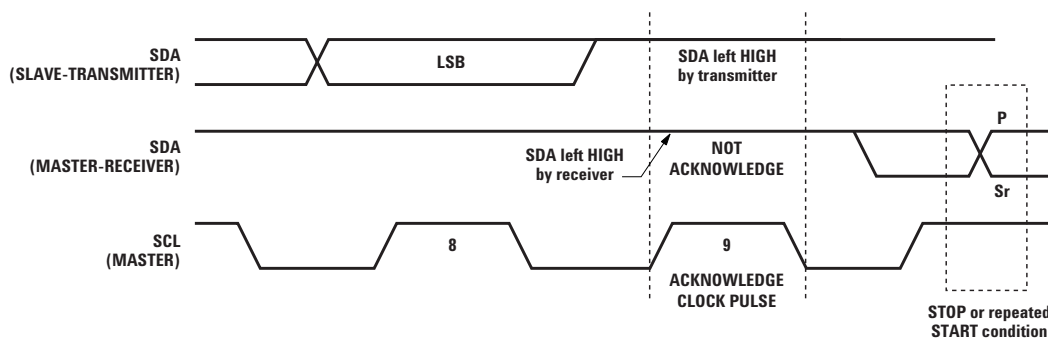 SDA
(SLAVE-TRANSMITTER)
LSB
SDA left HIGH
by transmitter
SDA
(MASTER-RECEIVER)
SDA left HIGH
by receiver
NOT
ACKNOWLEDGE
P
Sr
SCL
(MASTER)
8
9
ACKNOWLEDGE
CLOCK PULSE
STOP or repeated
START condition